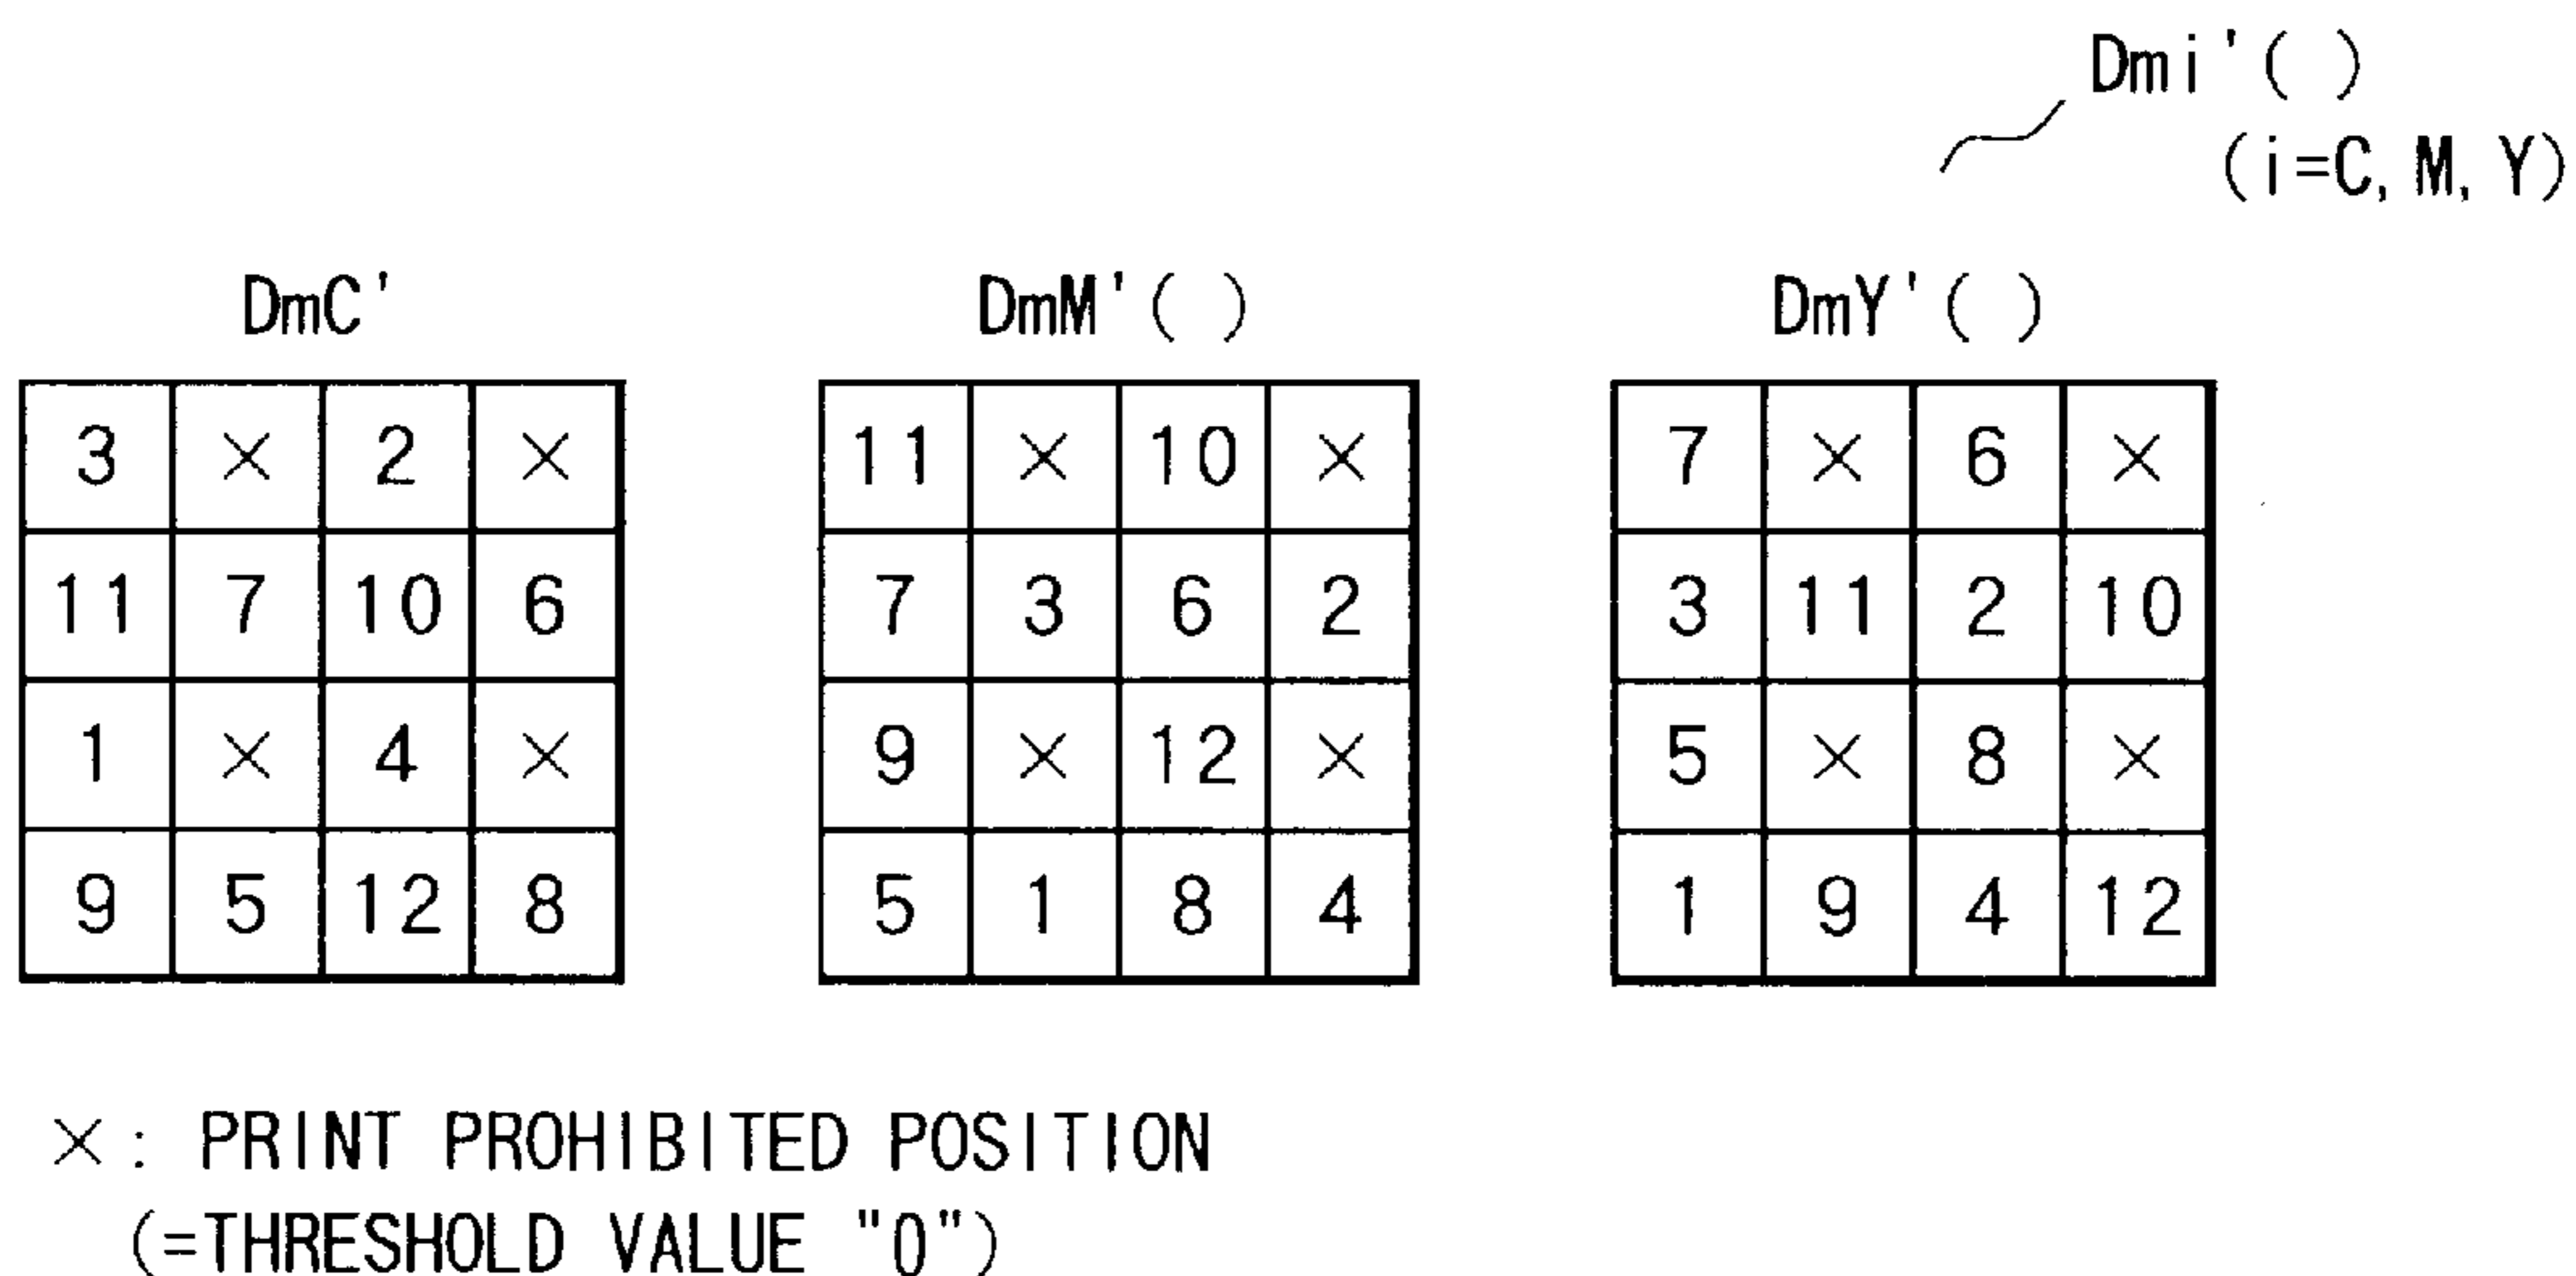 Dmi'( )
(i=C, M, Y)
DmC' DmM'( ) DmY'( )
3 × 2 × 11 × 10 × 7 × 6 ×
11 7 10 6 7 3 6 2 3 11 2 10
1 × 4 × 9 × 12 × 5 × 8 ×
9 5 12 8 5 1 8 4 1 9 4 12
×: PRINT PROHIBITED POSITION
(=THRESHOLD VALUE "0")